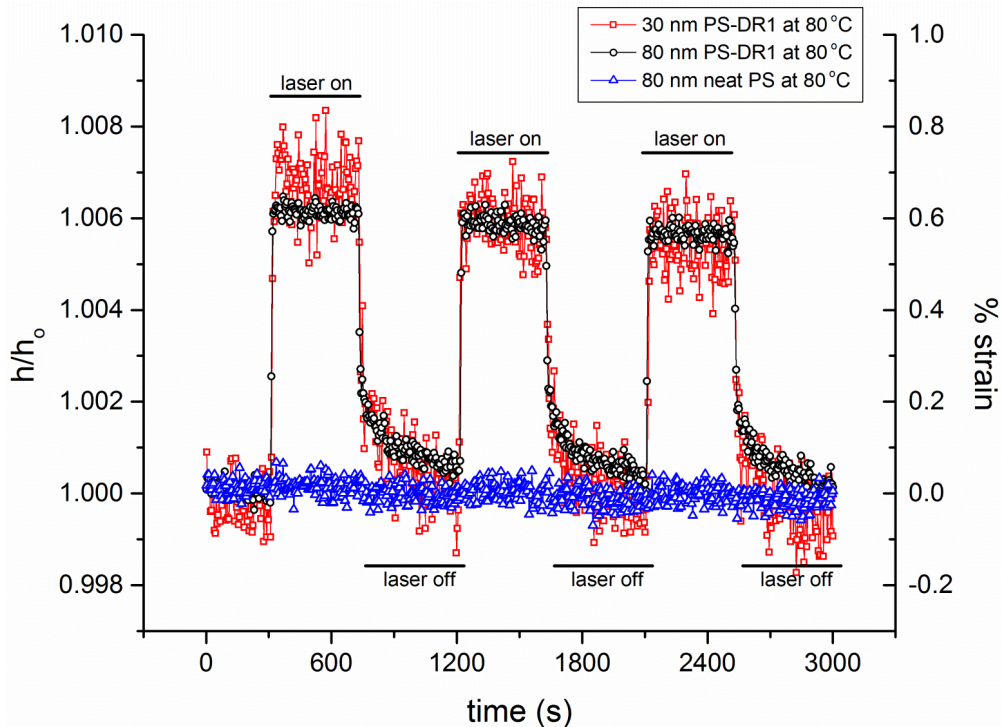 30 nm PS-DR1 at 80°C
80 nm PS-DR1 at 80°C
80 nm neat PS at 80°C
1.010
1.008
1.006
1.004
1.002
1.000
0.998
h/h₀
1.0
0.8
0.6
0.4
0.2
0.0
-0.2
% strain
laser on
laser on
laser on
laser off
laser off
laser off
0
600
1200
1800
2400
3000
time (s)